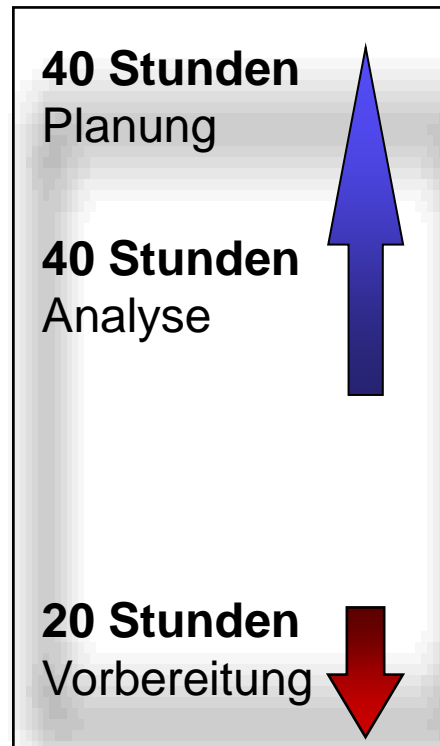 40 Stunden
Planung
40 Stunden
Analyse
20 Stunden
Vorbereitung